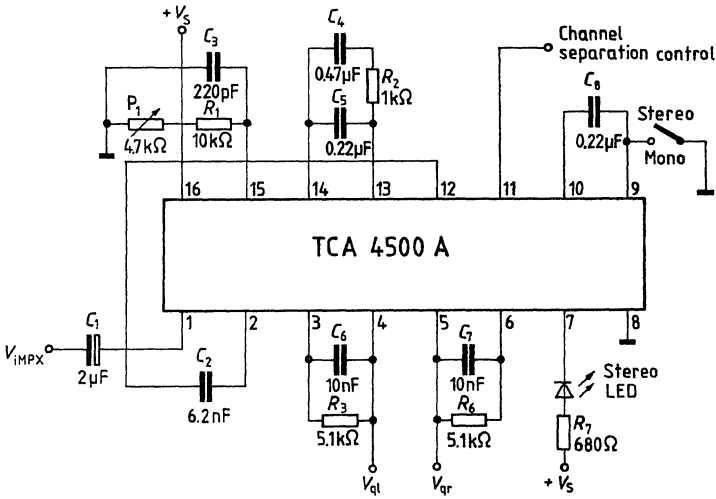 + Vs
C3
220pF
P1
R1
4.7kΩ
10kΩ
C4
0.47µF
R2
1kΩ
C5
0.22µF
Channel
separation control
C8
0.22µF
Stereo
Mono
16
15
14
13
12
11
10
9
TCA 4500 A
1
2
3
4
5
6
7
8
C1
ViMPX
2µF
C2
6.2nF
C6
10nF
R3
5.1kΩ
C7
10nF
R6
5.1kΩ
Stereo
LED
R7
680Ω
Vql
Vqr
+ Vs